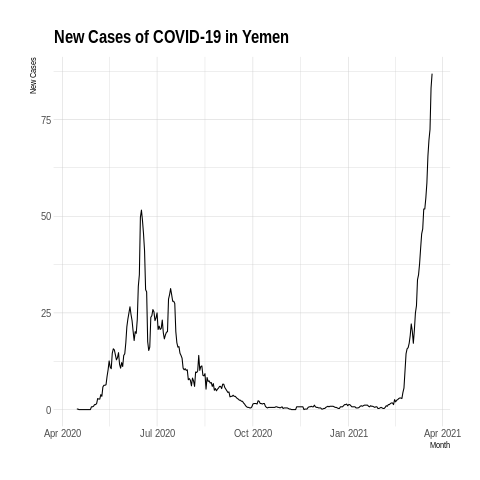 New Cases of COVID-19 in Yemen
New Cases
75
50
25
0
Apr 2020 Jul 2020 Oct 2020 Jan 2021 Apr 2021
Month